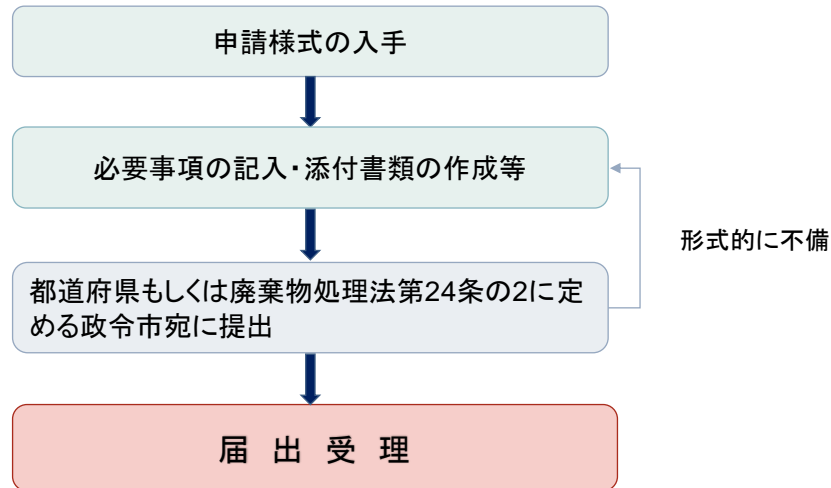 申請様式の入手
必要事項の記入・添付書類の作成等
形式的に不備
都道府県もしくは廃棄物処理法第24条の2に定
める政令市宛に提出
届 出 受 理